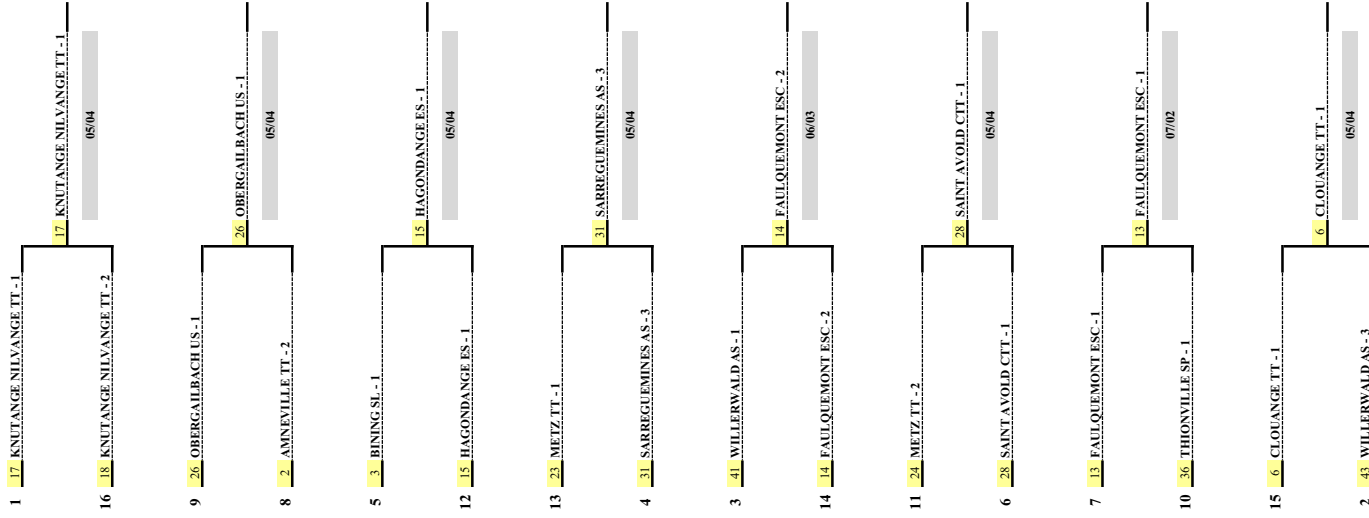 1 17 KNUTANGE NILVANGE TT - 1
17 KNUTANGE NILVANGE TT - 1
05/04
16 18 KNUTANGE NILVANGE TT - 2
9 26 OBERGAILBACH US - 1
26 OBERGAILBACH US - 1
05/04
8 2 AMNEVILLE TT - 2
5 3 BINING SL - 1
15 HAGONDANGE ES - 1
05/04
12 15 HAGONDANGE ES - 1
13 23 METZ TT - 1
31 SARREGUEMINES AS - 3
05/04
4 31 SARREGUEMINES AS - 3
3 41 WILLERWALD AS - 1
14 FAULQUEMONT ESC - 2
06/03
14 14 FAULQUEMONT ESC - 2
11 24 METZ TT - 2
28 SAINT AVOLD CTT - 1
05/04
6 28 SAINT AVOLD CTT - 1
7 13 FAULQUEMONT ESC - 1
13 FAULQUEMONT ESC - 1
07/02
10 36 THIONVILLE SP - 1
15 6 CLOUANGE TT - 1
6 CLOUANGE TT - 1
05/04
2 43 WILLERWALD AS - 3